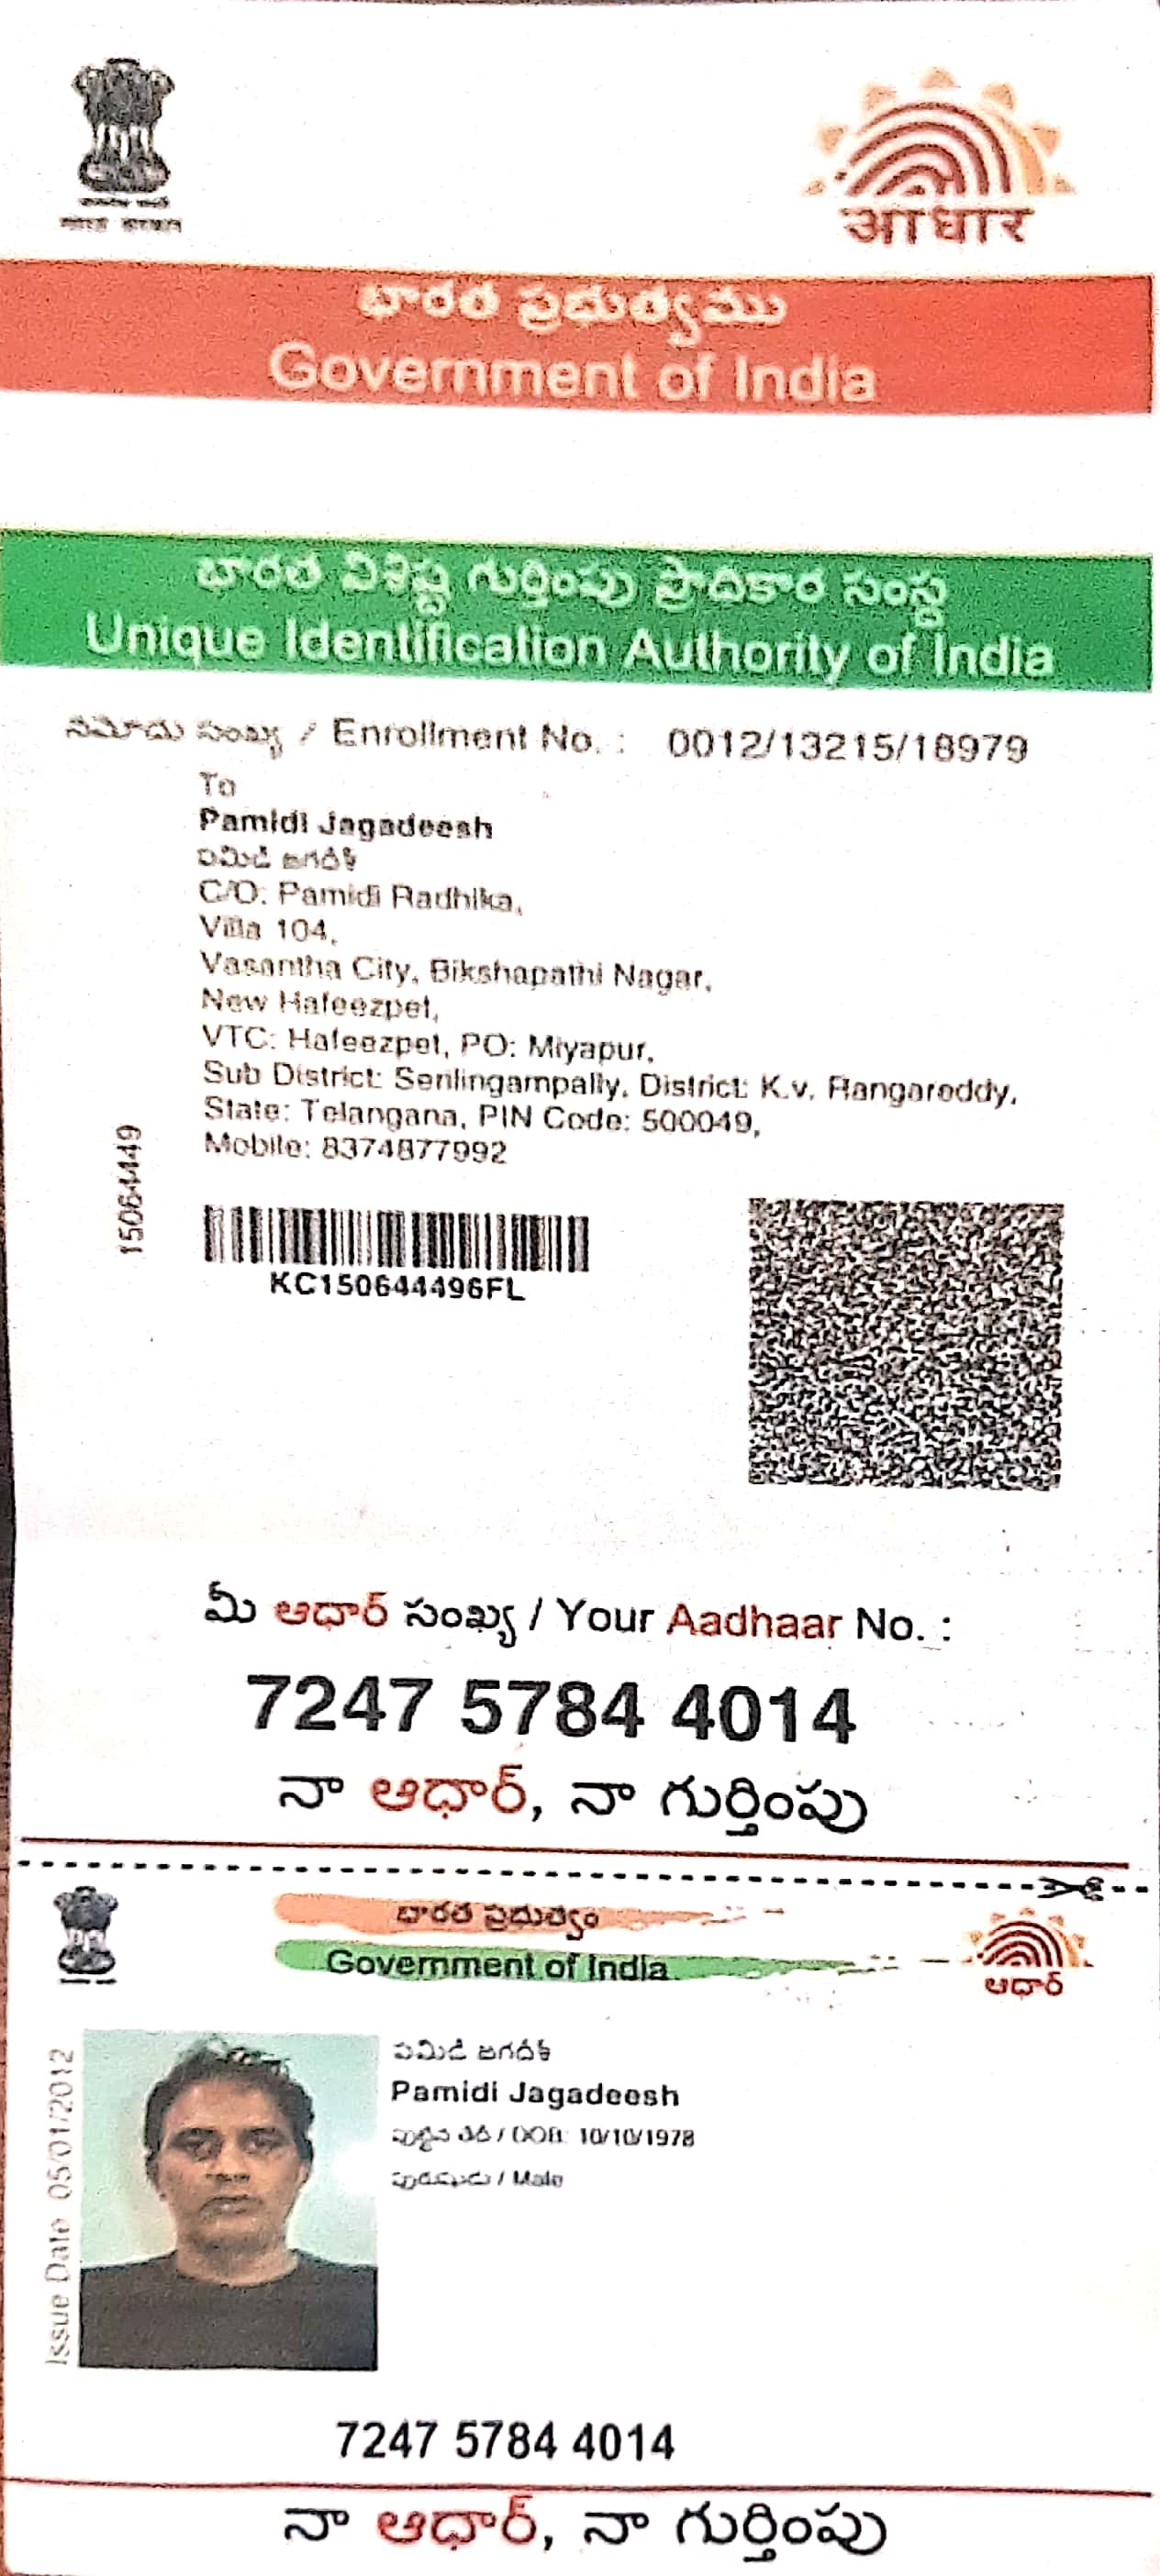 आधार
భారత ప్రభుత్వము
Government of India
భారత విశిష్ట గుర్తింపు ప్రాధికార సంస్థ
Unique Identification Authority of India
నమోదు సంఖ్య / Enrollment No. : 0012/13215/18979
To
Pamidi Jagadeesh
పమిడి జగదీశ్
C/O: Pamidi Radhika,
Villa 104,
Vasantha City, Bikshapathi Nagar,
New Hafeezpet,
VTC: Hafeezpet, PO: Miyapur,
Sub District: Serilingampally, District: K.v. Rangareddy,
State: Telangana, PIN Code: 500049,
Mobile: 8374877992
15064449
KC150644496FL
మీ ఆధార్ సంఖ్య / Your Aadhaar No. :
7247 5784 4014
నా ఆధార్, నా గుర్తింపు
భారత ప్రభుత్వం
Government of India
ఆధార్
పమిడి జగదీశ్
Pamidi Jagadeesh
పుట్టిన తేదీ / DOB: 10/10/1978
పురుషుడు / Male
Issue Date 05/01/2012
7247 5784 4014
నా ఆధార్, నా గుర్తింపు